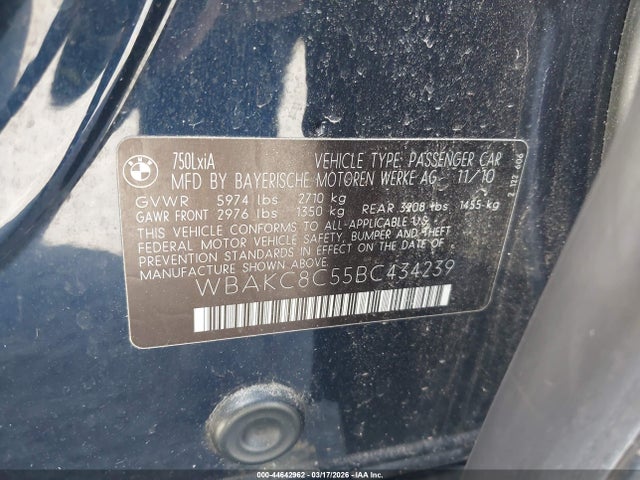 BMW
750LxiA VEHICLE TYPE: PASSENGER CAR
MFD BY BAYERISCHE MOTOREN WERKE AG 11/10
GVWR 5974 lbs 2710 kg
GAWR FRONT 2976 lbs 1350 kg REAR 3208 lbs 1455 kg
THIS VEHICLE CONFORMS TO ALL APPLICABLE
FEDERAL MOTOR VEHICLE SAFETY, BUMPER AND THEFT
PREVENTION STANDARDS IN EFFECT ON THE DATE OF
MANUFACTURE SHOWN ABOVE.
WBAKC8C55BC434239
2 122 606
000-44642962 | 03/17/2026 | IAA Inc.